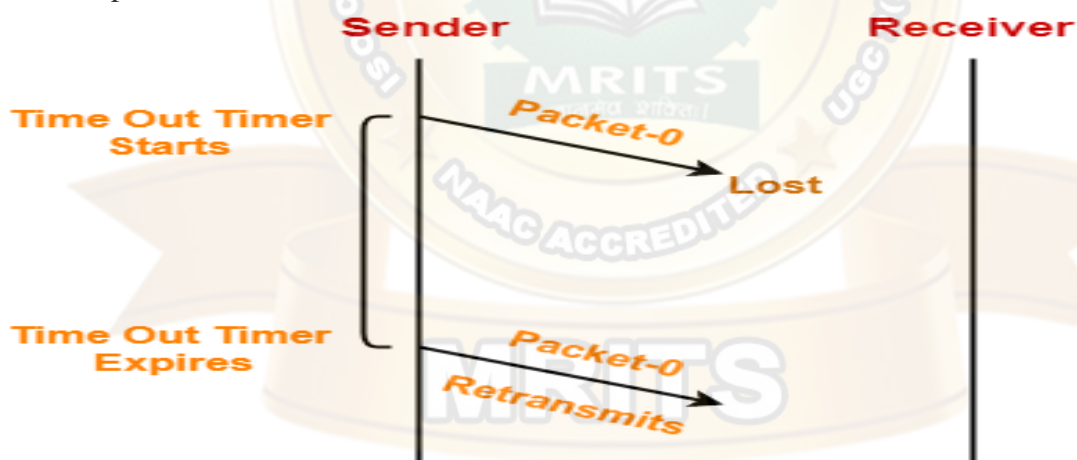 Sender
Receiver
Time Out Timer
Starts
Packet-0
Lost
Time Out Timer
Expires
Packet-0
Retransmits
MRITS
UGC
NAAC ACCREDITED
MRITS